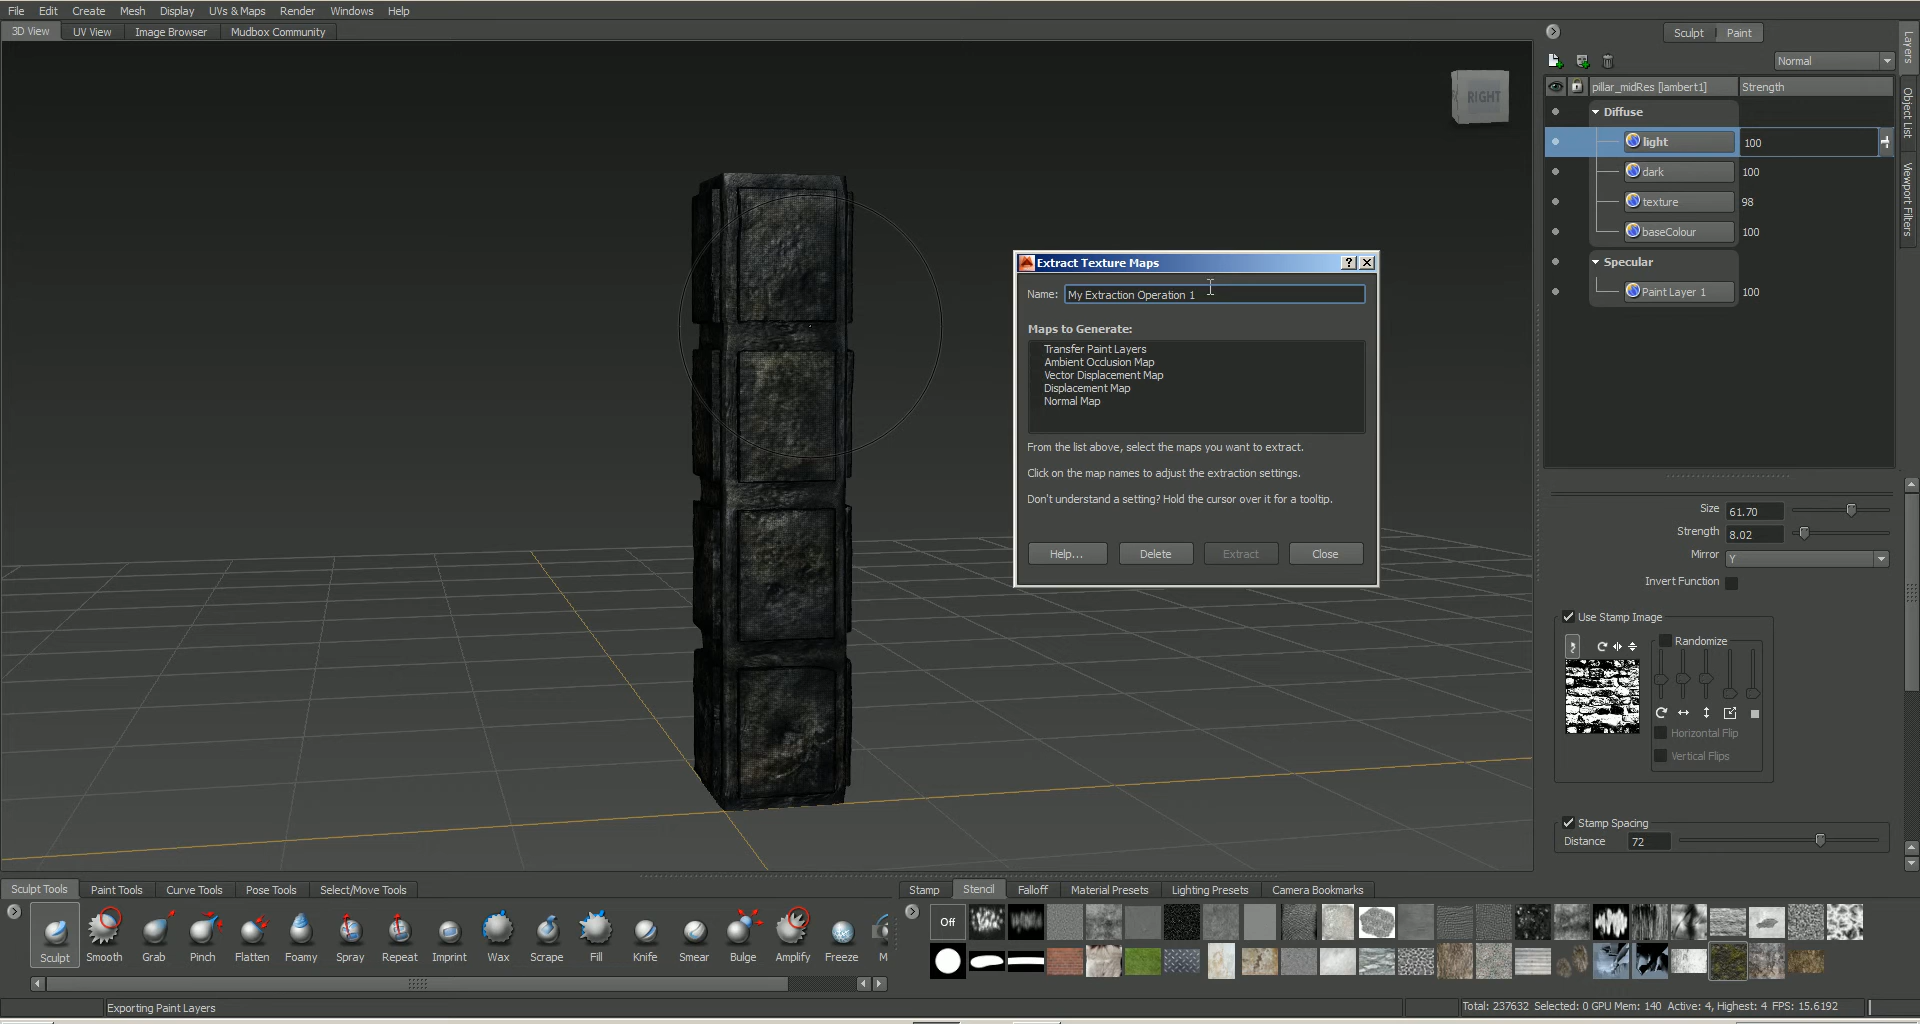 File Edit Create Mesh Display UVs & Maps Render Windows Help
3D View UV View Image Browser Mudbox Community
RIGHT
Extract Texture Maps
Name: My Extraction Operation 1
Maps to Generate:
Transfer Paint Layers
Ambient Occlusion Map
Vector Displacement Map
Displacement Map
Normal Map
From the list above, select the maps you want to extract.
Click on the map names to adjust the extraction settings.
Don't understand a setting? Hold the cursor over it for a tooltip.
Help... Delete Extract Close
Sculpt Paint
Normal
pillar_midRes [lambert1] Strength
Diffuse
light 100
dark 100
texture 98
baseColour 100
Specular
Paint Layer 1 100
Layers
Object List
Viewport Filters
Size 61.70
Strength 8.02
Mirror Y
Invert Function
Use Stamp Image
Randomize
Horizontal Flip
Vertical Flips
Stamp Spacing
Distance 72
Sculpt Tools Paint Tools Curve Tools Pose Tools Select/Move Tools
Stamp Stencil Falloff Material Presets Lighting Presets Camera Bookmarks
Off
Sculpt Smooth Grab Pinch Flatten Foamy Spray Repeat Imprint Wax Scrape Fill Knife Smear Bulge Amplify Freeze M
Exporting Paint Layers
Total: 237632 Selected: 0 GPU Mem: 140 Active: 4, Highest: 4 FPS: 15.6192